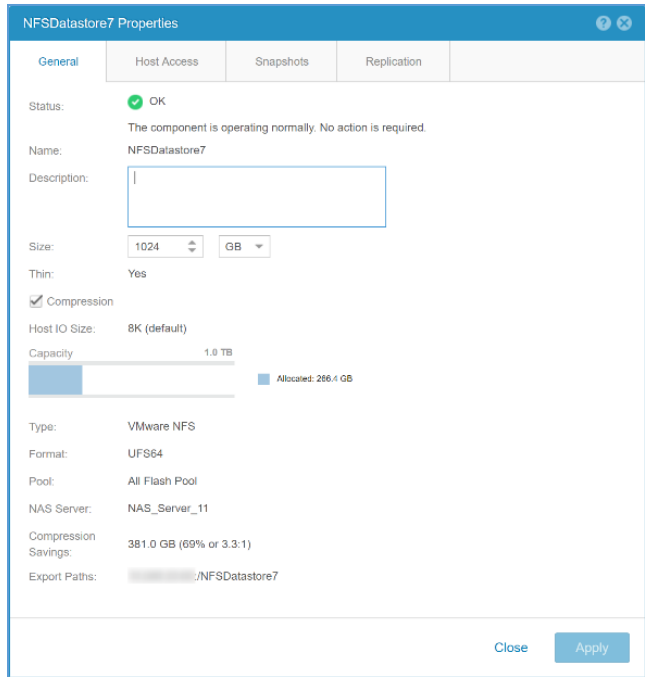 NFSDatastore7 Properties
General Host Access Snapshots Replication
Status: OK
The component is operating normally. No action is required.
Name: NFSDatastore7
Description:
Size: 1024 GB
Thin: Yes
Compression
Host IO Size: 8K (default)
Capacity 1.0 TB
Allocated: 266.4 GB
Type: VMware NFS
Format: UFS64
Pool: All Flash Pool
NAS Server: NAS_Server_11
Compression
Savings: 381.0 GB (69% or 3.3:1)
Export Paths: :/NFSDatastore7
Close Apply